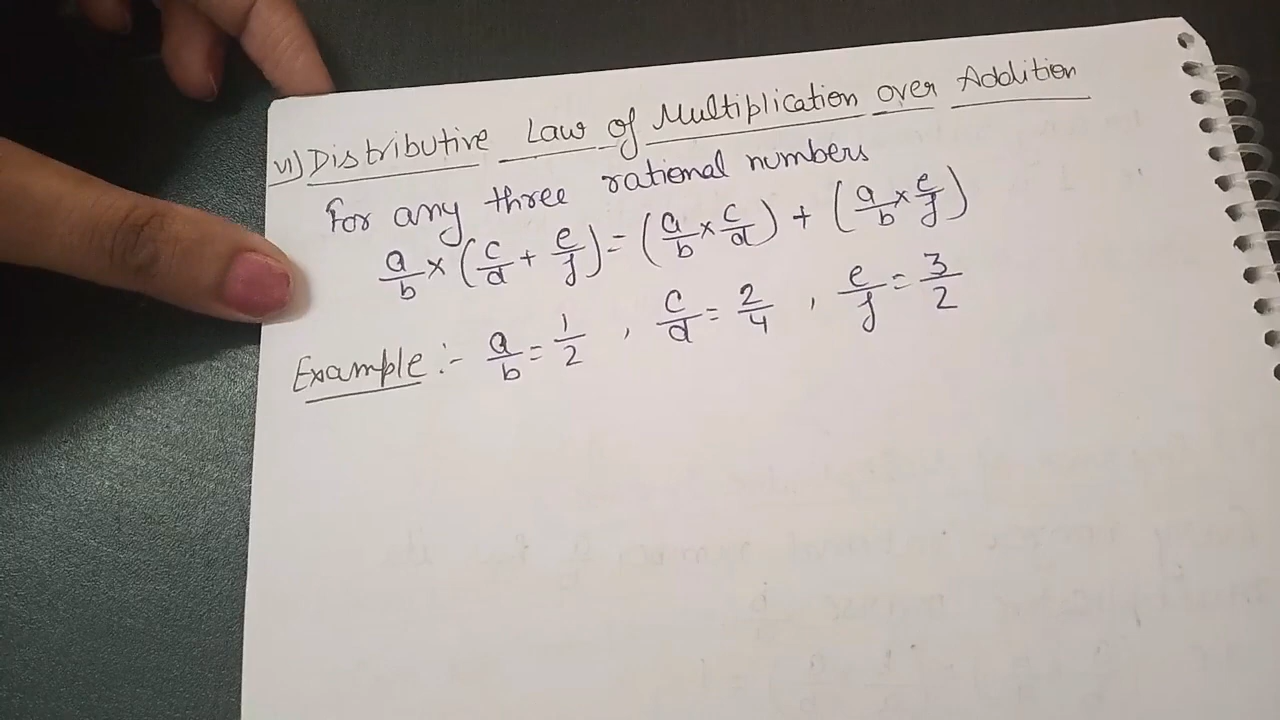 vi) Distributive Law of Multiplication over Addition
For any three rational numbers
a/b × (c/d + e/f) = (a/b × c/d) + (a/b × e/f)
Example :- a/b = 1/2 , c/d = 2/4 , e/f = 3/2